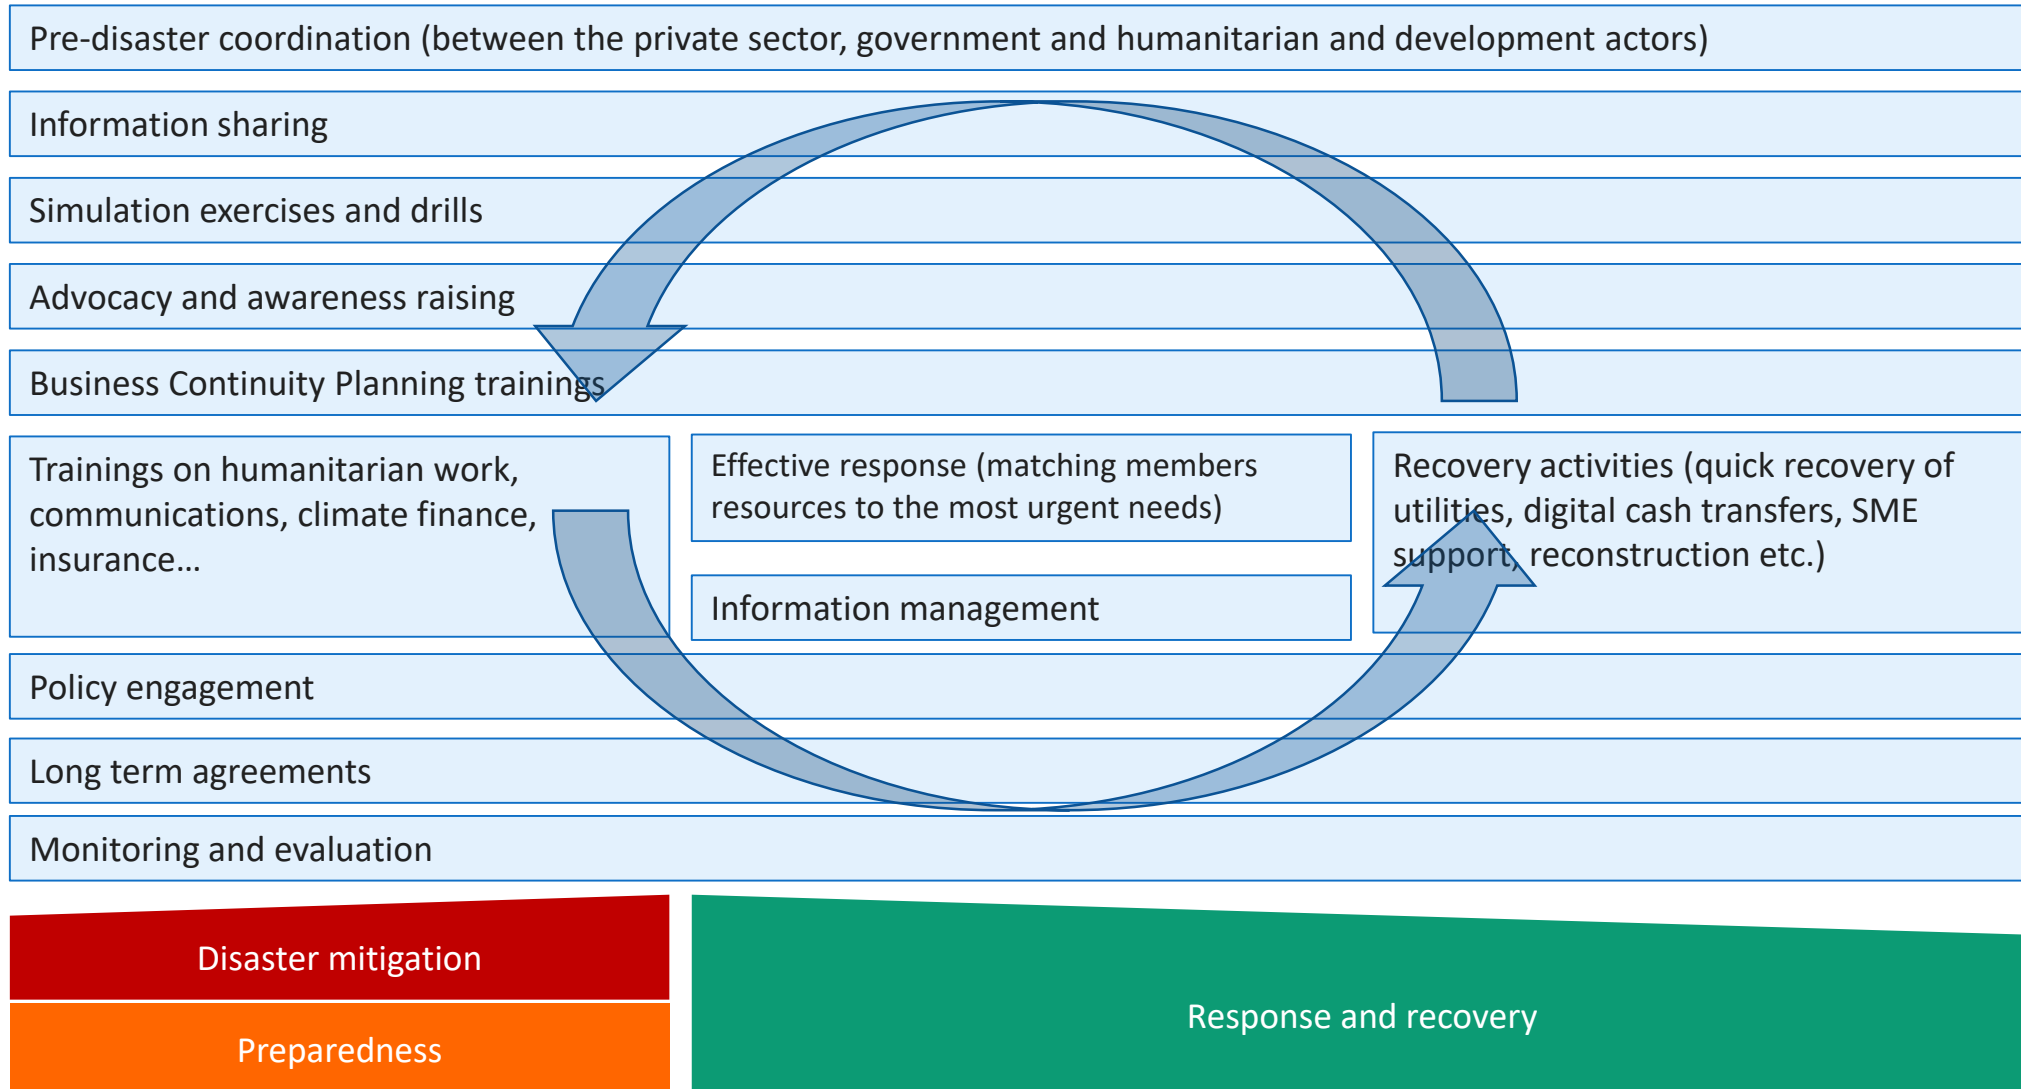 Pre-disaster coordination (between the private sector, government and humanitarian and development actors)
Information sharing
Simulation exercises and drills
Advocacy and awareness raising
Business Continuity Planning trainings
Trainings on humanitarian work,
communications, climate finance,
insurance…
Effective response (matching members
resources to the most urgent needs)
Information management
Recovery activities (quick recovery of
utilities, digital cash transfers, SME
support, reconstruction etc.)
Policy engagement
Long term agreements
Monitoring and evaluation
Disaster mitigation
Preparedness
Response and recovery